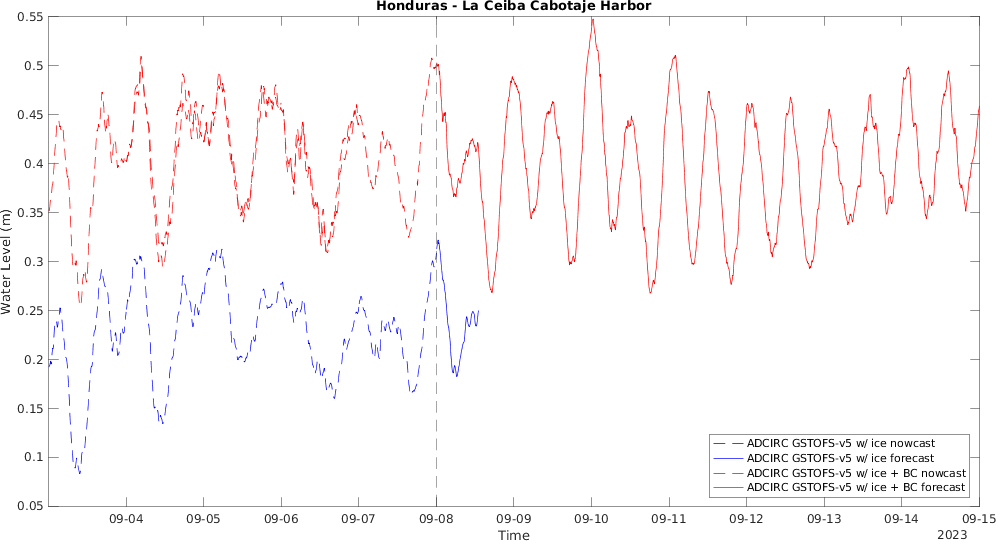 Honduras - La Ceiba Cabotaje Harbor
0.55
0.5
0.45
0.4
0.35
0.3
0.25
0.2
0.15
0.1
0.05
Water Level (m)
ADCIRC GSTOFS-v5 w/ ice nowcast
ADCIRC GSTOFS-v5 w/ ice forecast
ADCIRC GSTOFS-v5 w/ ice + BC nowcast
ADCIRC GSTOFS-v5 w/ ice + BC forecast
09-04 09-05 09-06 09-07 09-08 09-09 09-10 09-11 09-12 09-13 09-14 09-15
Time
2023